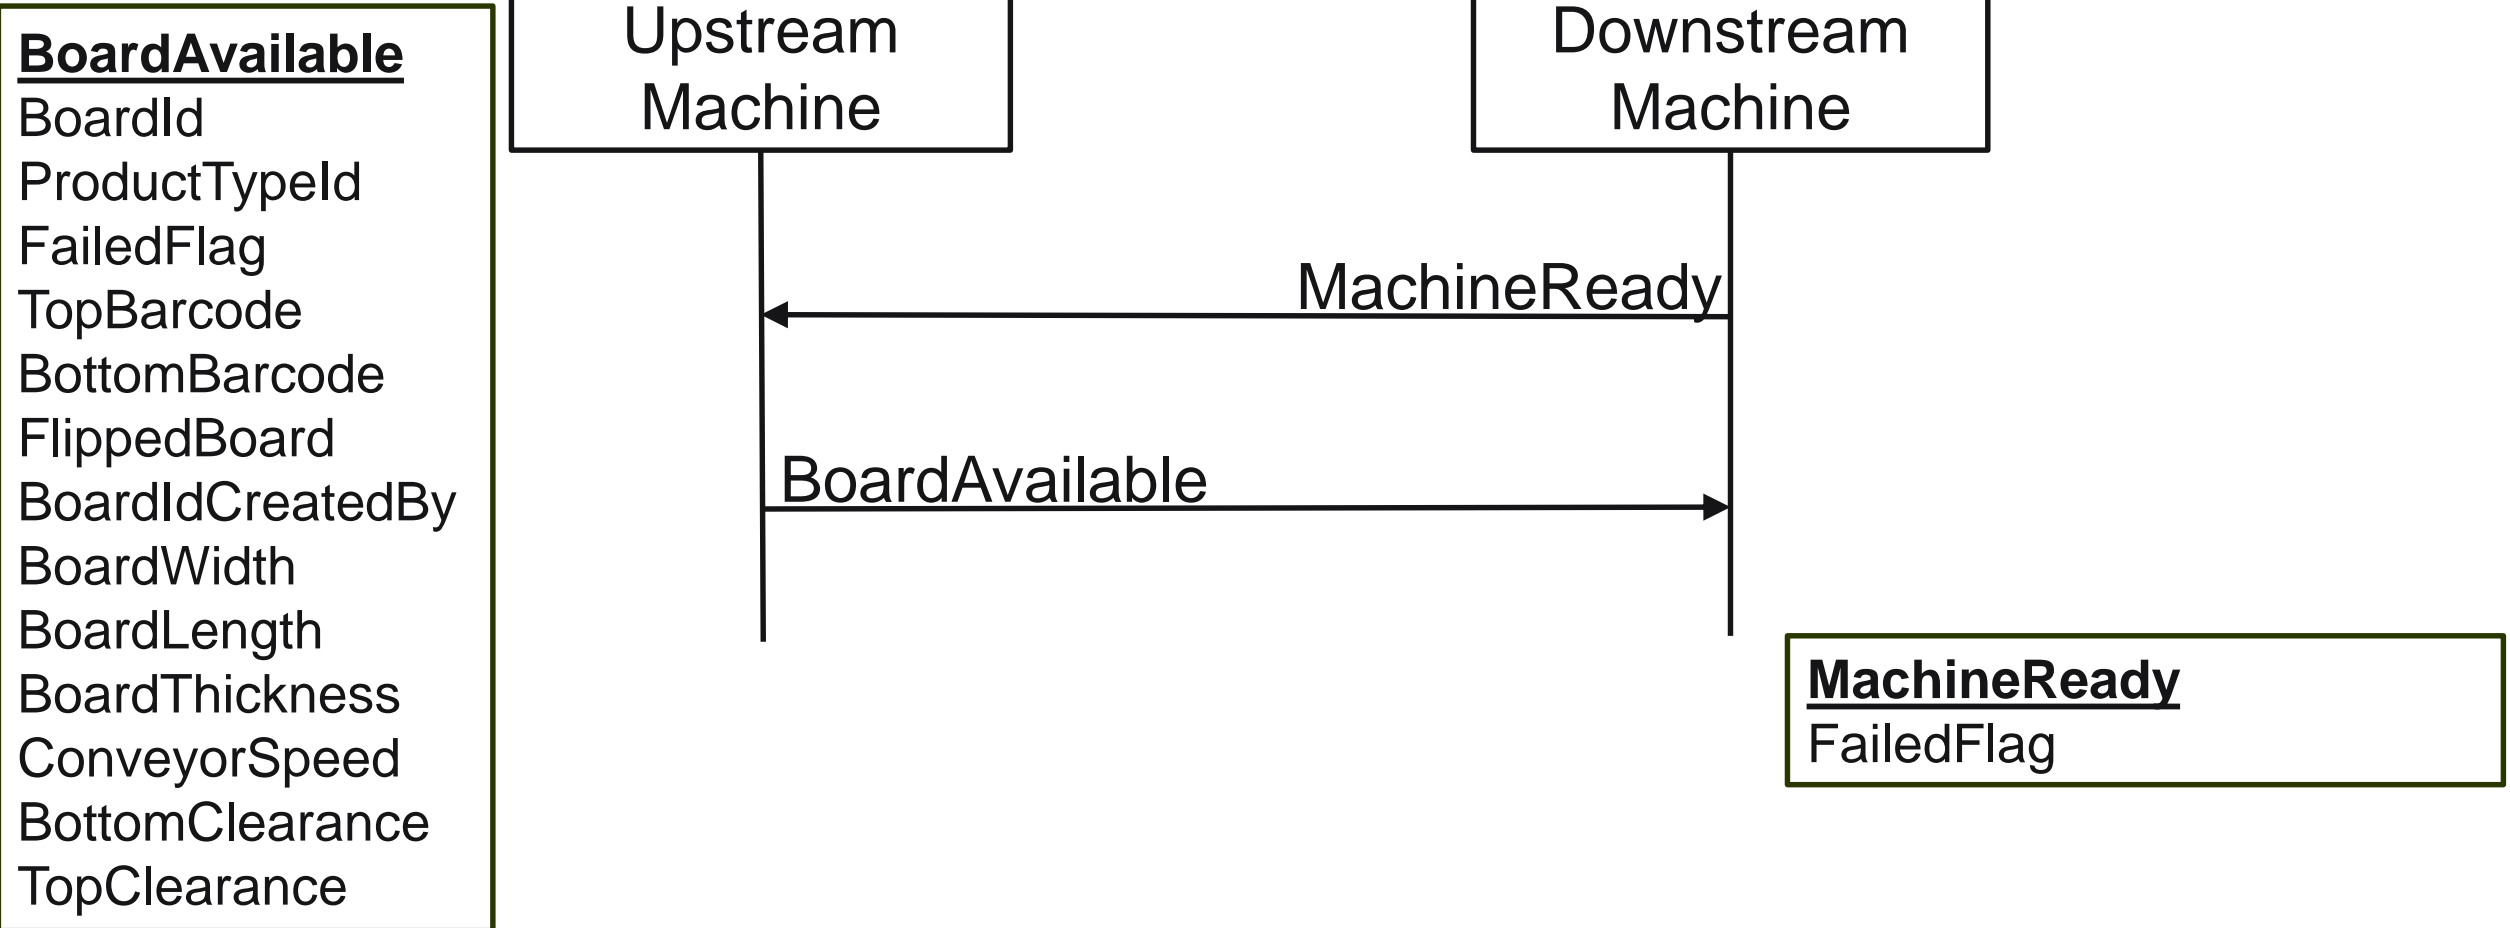 BoardAvailable
BoardId
ProductTypeId
FailedFlag
TopBarcode
BottomBarcode
FlippedBoard
BoardIdCreatedBy
BoardWidth
BoardLength
BoardThickness
ConveyorSpeed
BottomClearance
TopClearance
Upstream
Machine
Downstream
Machine
MachineReady
BoardAvailable
MachineReady
FailedFlag